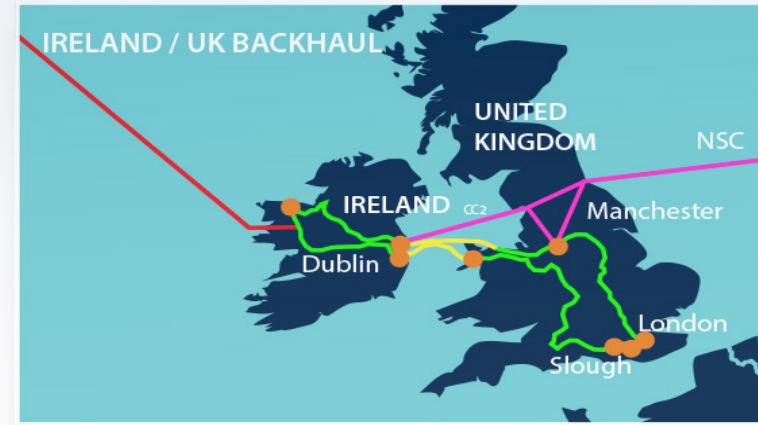 IRELAND / UK BACKHAUL
UNITED
KINGDOM
NSC
IRELAND
CC2
Manchester
Dublin
London
Slough